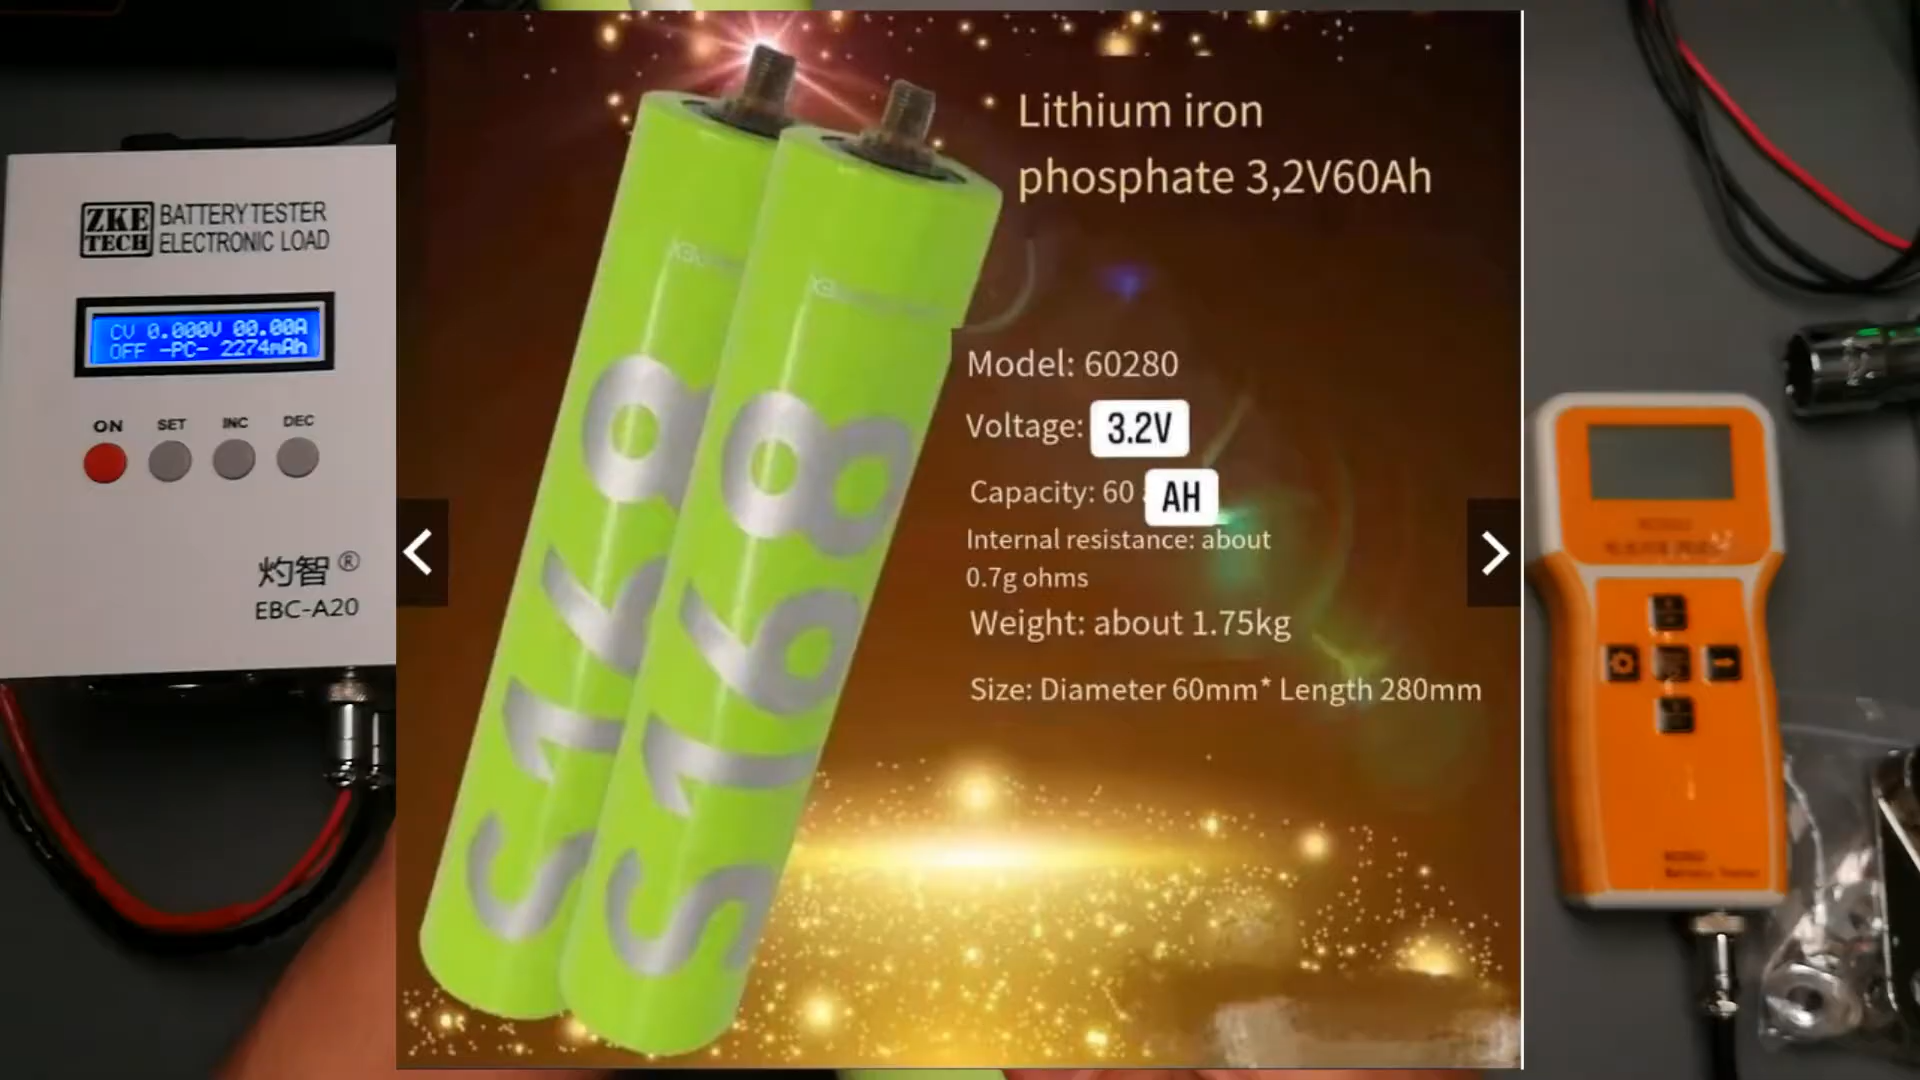 ZKE
TECH
BATTERY TESTER
ELECTRONIC LOAD
CV 0.000V 00.00A
OFF -PC- 2274mAh
ON SET INC DEC
灼智®
EBC-A20
S168
S168
Lithium iron
phosphate 3,2V60Ah
Model: 60280
Voltage: 3.2V
Capacity: 60 AH
Internal resistance: about
0.7g ohms
Weight: about 1.75kg
Size: Diameter 60mm* Length 280mm